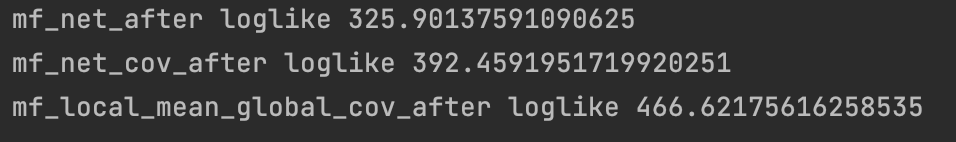 mf_net_after loglike 325.90137591090625
mf_net_cov_after loglike 392.4591951719920251
mf_local_mean_global_cov_after loglike 466.62175616258535